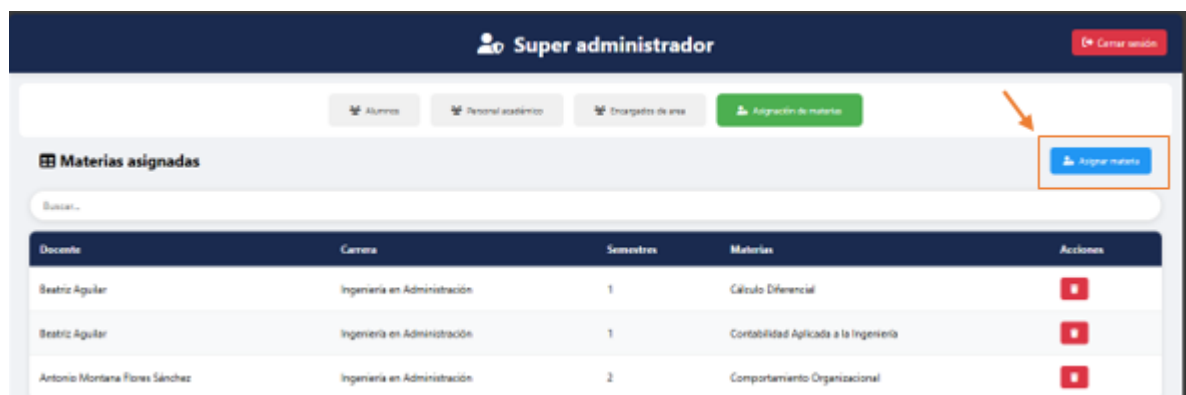 Super administrador
Cerrar sesión
Alumnos
Personal académico
Encargados de area
Asignación de materias
Materias asignadas
Asignar materia
Buscar...
Docente Carrera Semestres Materias Acciones
Beatriz Aguilar Ingeniería en Administración 1 Cálculo Diferencial
Beatriz Aguilar Ingeniería en Administración 1 Contabilidad Aplicada a la Ingeniería
Antonio Montana Flores Sánchez Ingeniería en Administración 2 Comportamiento Organizacional